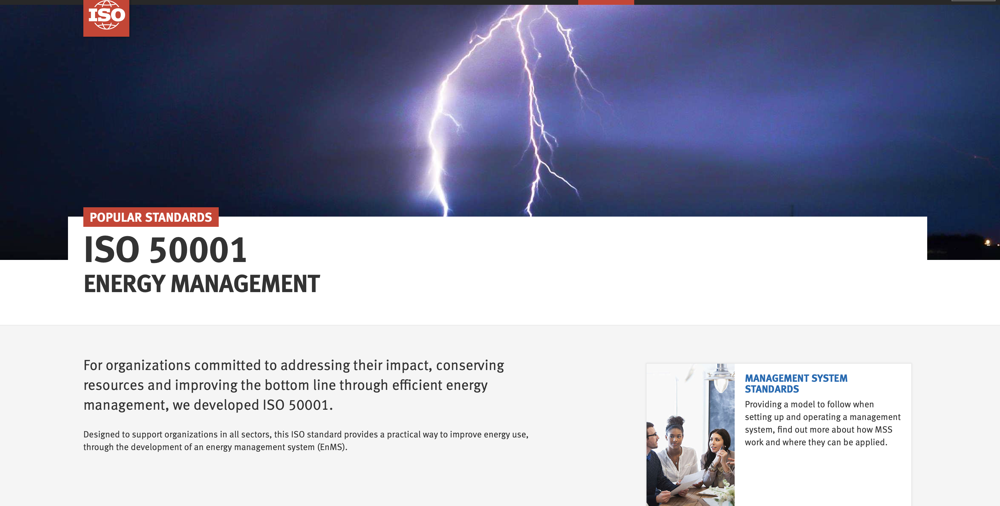 ISO
POPULAR STANDARDS
ISO 50001
ENERGY MANAGEMENT
For organizations committed to addressing their impact, conserving
resources and improving the bottom line through efficient energy
management, we developed ISO 50001.
Designed to support organizations in all sectors, this ISO standard provides a practical way to improve energy use,
through the development of an energy management system (EnMS).
MANAGEMENT SYSTEM
STANDARDS
Providing a model to follow when
setting up and operating a management
system, find out more about how MSS
work and where they can be applied.